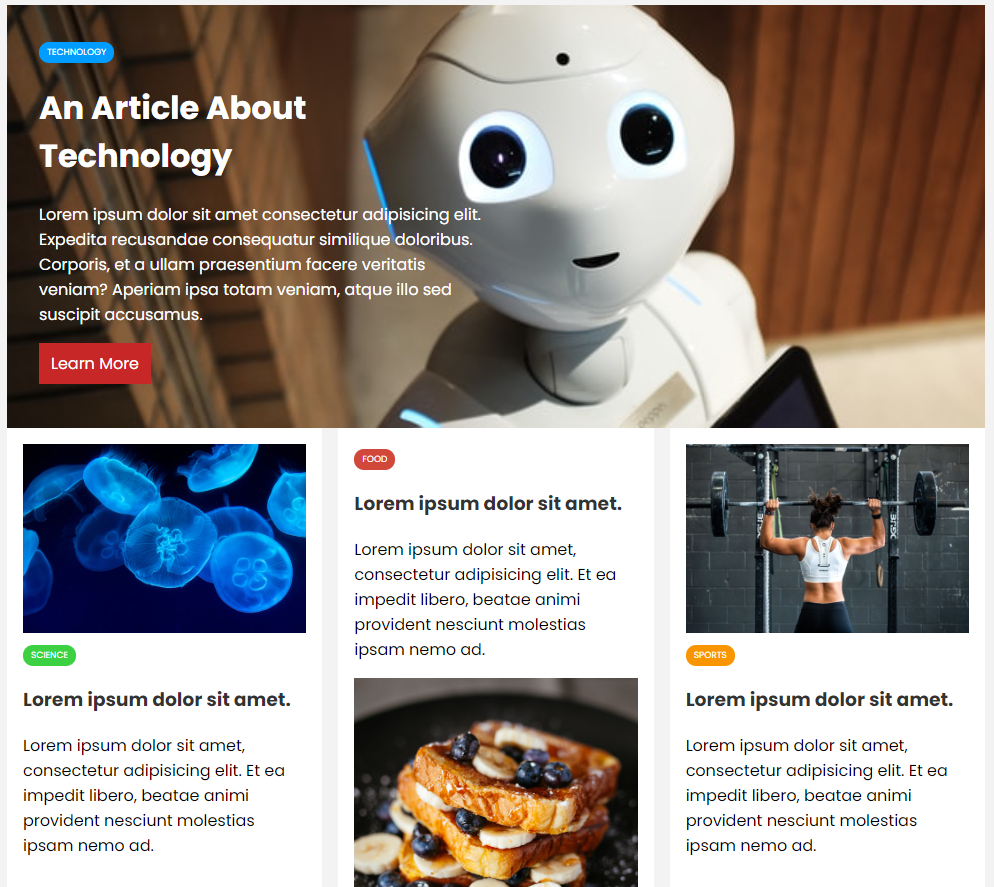 TECHNOLOGY
An Article About
Technology
Lorem ipsum dolor sit amet consectetur adipisicing elit.
Expedita recusandae consequatur similique doloribus.
Corporis, et a ullam praesentium facere veritatis
veniam? Aperiam ipsa totam veniam, atque illo sed
suscipit accusamus.
Learn More
SCIENCE
Lorem ipsum dolor sit amet.
Lorem ipsum dolor sit amet,
consectetur adipisicing elit. Et ea
impedit libero, beatae animi
provident nesciunt molestias
ipsam nemo ad.
FOOD
Lorem ipsum dolor sit amet.
Lorem ipsum dolor sit amet,
consectetur adipisicing elit. Et ea
impedit libero, beatae animi
provident nesciunt molestias
ipsam nemo ad.
SPORTS
Lorem ipsum dolor sit amet.
Lorem ipsum dolor sit amet,
consectetur adipisicing elit. Et ea
impedit libero, beatae animi
provident nesciunt molestias
ipsam nemo ad.